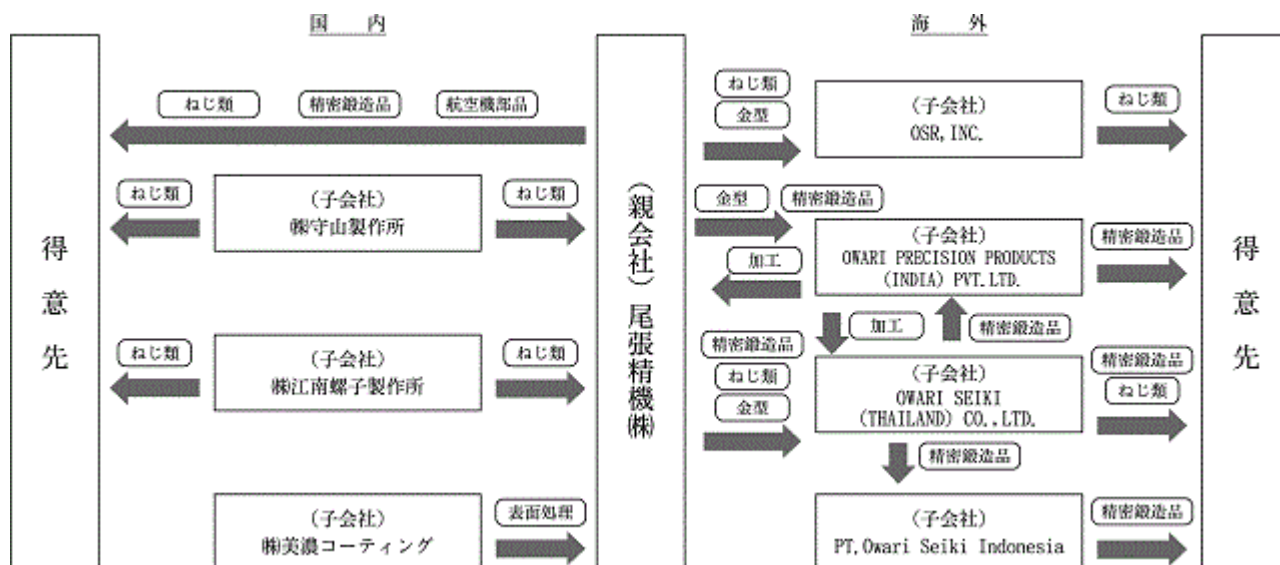 国 内
海 外
得意先
ねじ類
精密鍛造品
航空機部品
ねじ類
(子会社)
㈱守山製作所
ねじ類
ねじ類
(子会社)
㈱江南螺子製作所
ねじ類
(子会社)
㈱美濃コーティング
表面処理
(親会社)尾張精機㈱
ねじ類
金型
(子会社)
OSR,INC.
ねじ類
金型
精密鍛造品
加工
(子会社)
OWARI PRECISION PRODUCTS
(INDIA) PVT.LTD.
精密鍛造品
加工
精密鍛造品
精密鍛造品
ねじ類
金型
(子会社)
OWARI SEIKI
(THAILAND) CO.,LTD.
精密鍛造品
ねじ類
精密鍛造品
(子会社)
PT.Owari Seiki Indonesia
精密鍛造品
得意先